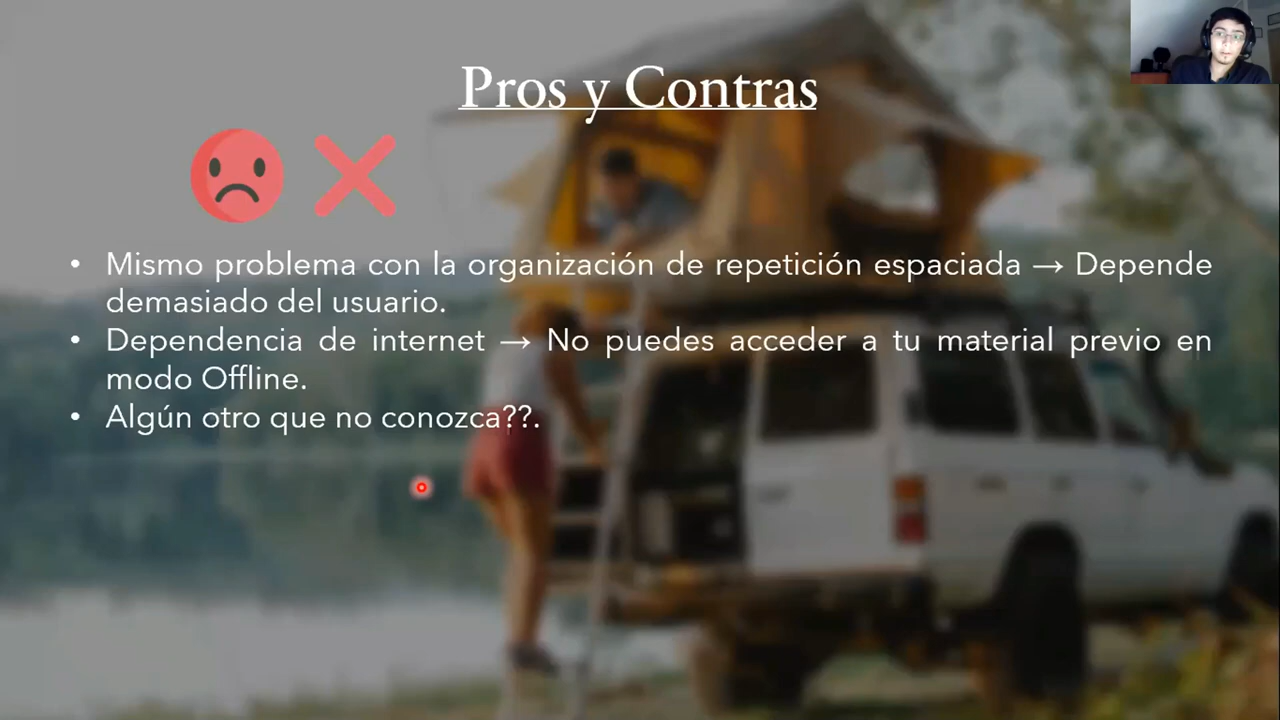 Pros y Contras
• Mismo problema con la organización de repetición espaciada → Depende
demasiado del usuario.
• Dependencia de internet → No puedes acceder a tu material previo en
modo Offline.
• Algún otro que no conozca??.